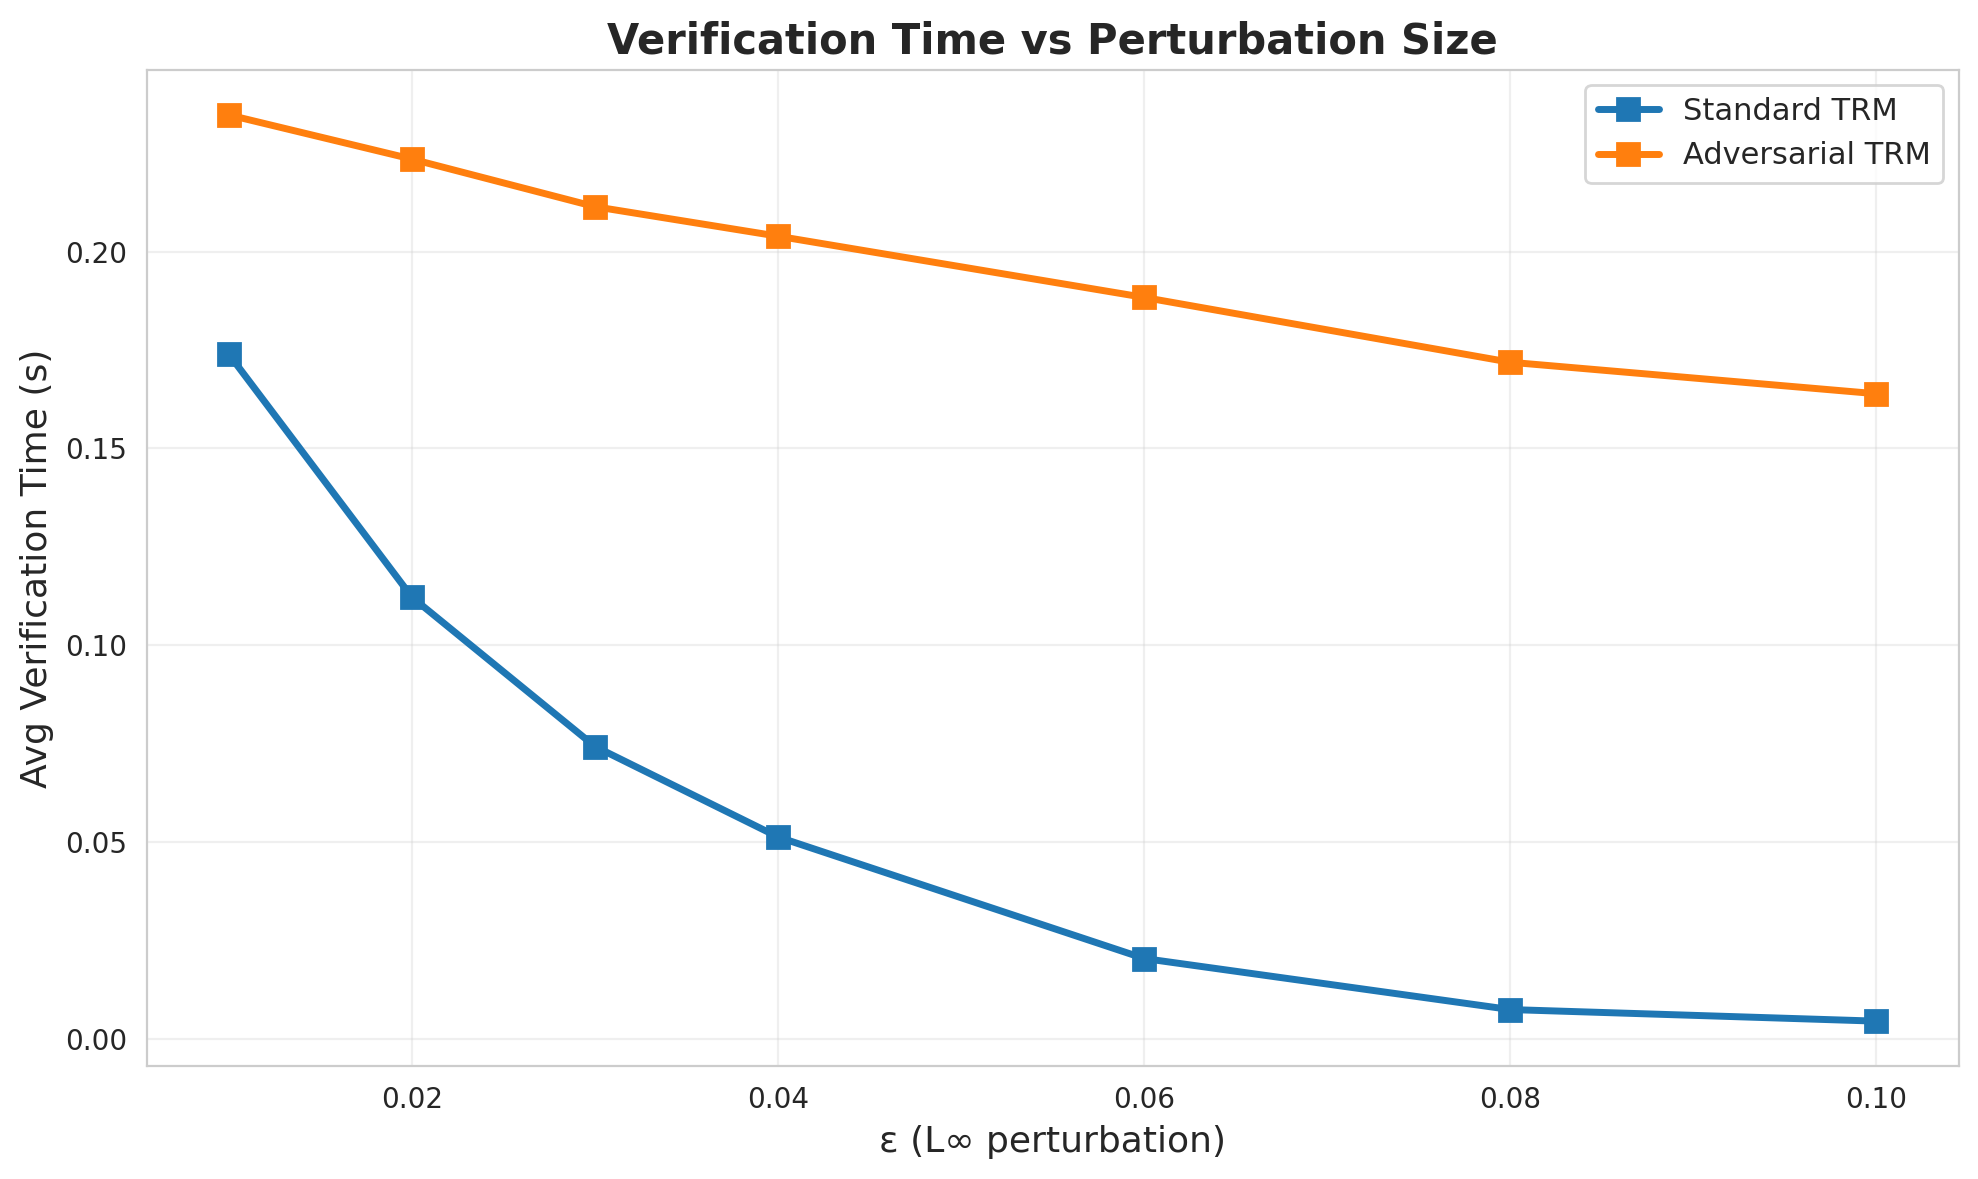 Verification Time vs Perturbation Size
Standard TRM
Adversarial TRM
Avg Verification Time (s)
0.20
0.15
0.10
0.05
0.00
0.02 0.04 0.06 0.08 0.10
ε (L∞ perturbation)